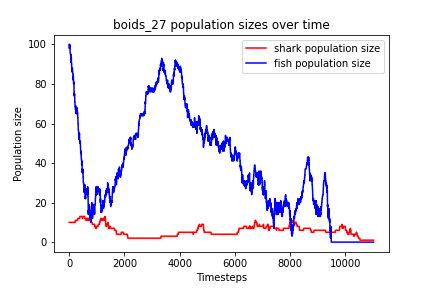 boids_27 population sizes over time
shark population size
fish population size
Population size
100
80
60
40
20
0
0
2000
4000
6000
8000
10000
Timesteps